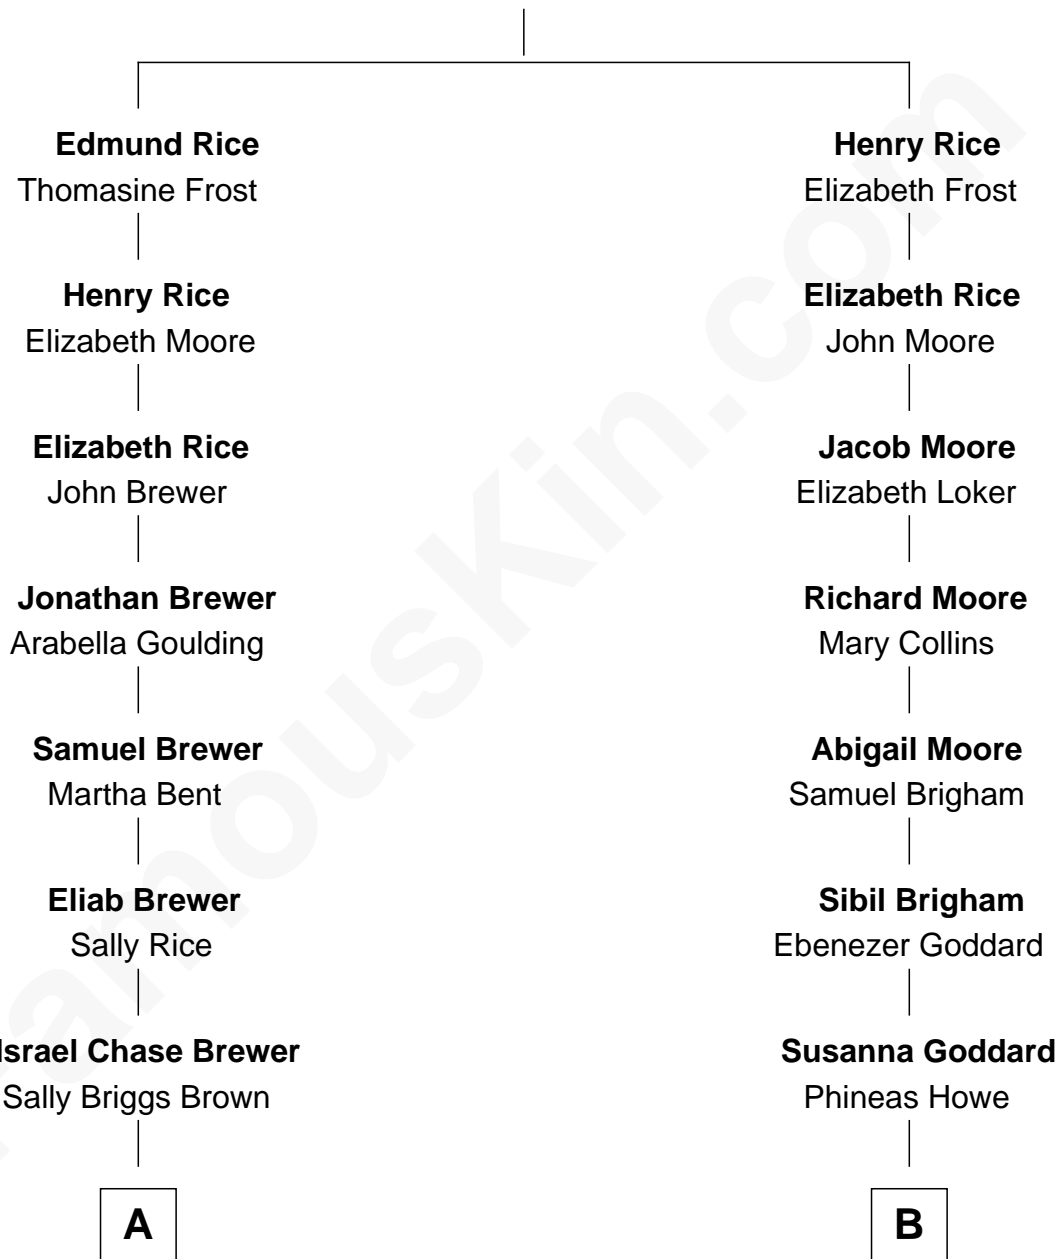 Edmund Rice
Thomasine Frost
Henry Rice
Elizabeth Moore
Elizabeth Rice
John Brewer
Jonathan Brewer
Arabella Goulding
Samuel Brewer
Martha Bent
Eliab Brewer
Sally Rice
Israel Chase Brewer
Sally Briggs Brown
A
Henry Rice
Elizabeth Frost
Elizabeth Rice
John Moore
Jacob Moore
Elizabeth Loker
Richard Moore
Mary Collins
Abigail Moore
Samuel Brigham
Sibil Brigham
Ebenezer Goddard
Susanna Goddard
Phineas Howe
B
FamousKin.com